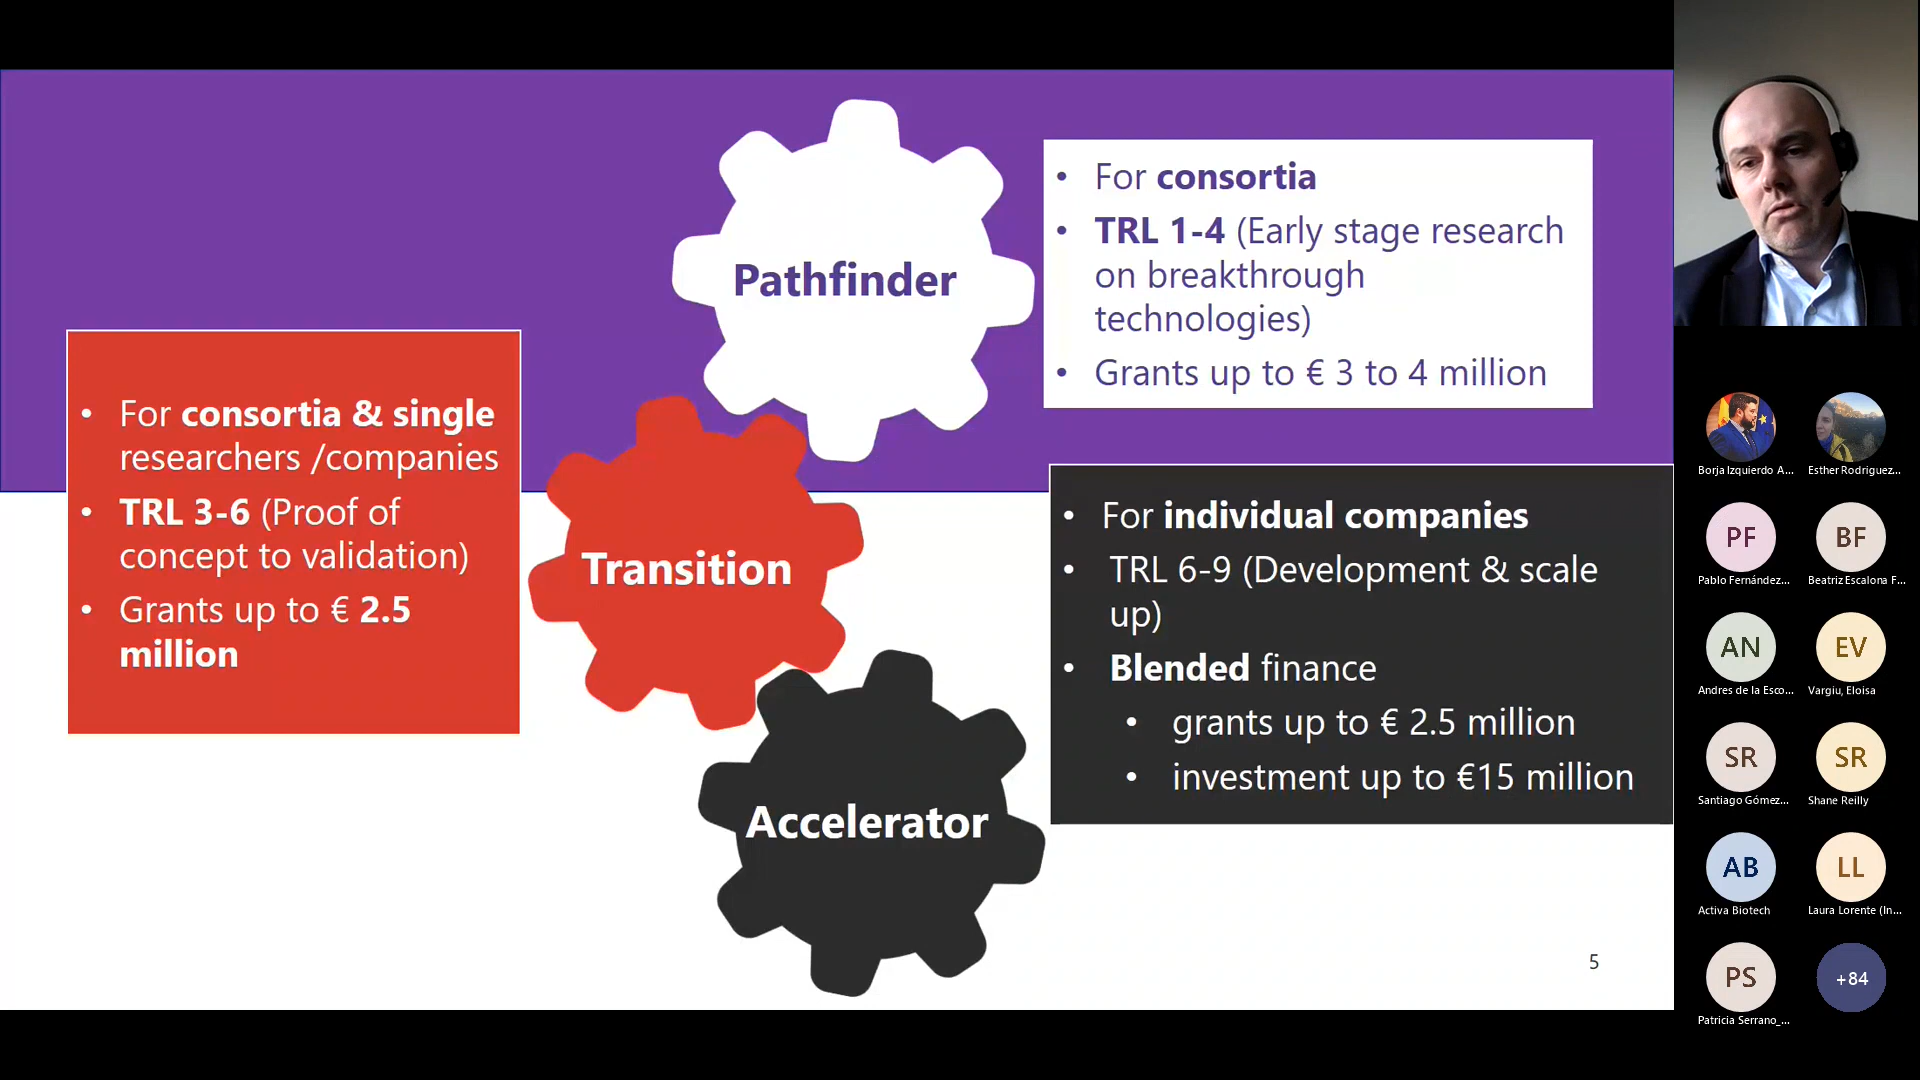 Pathfinder
• For consortia
• TRL 1-4 (Early stage research
on breakthrough
technologies)
• Grants up to € 3 to 4 million
• For consortia & single
researchers /companies
• TRL 3-6 (Proof of
concept to validation)
• Grants up to € 2.5
million
Transition
• For individual companies
• TRL 6-9 (Development & scale
up)
• Blended finance
• grants up to € 2.5 million
• investment up to €15 million
Accelerator
5
Borja Izquierdo A...
Esther Rodríguez...
PF
Pablo Fernández...
BF
Beatriz Escalona F...
AN
Andres de la Esco...
EV
Vargiu, Eloisa
SR
Santiago Gómez...
SR
Shane Reilly
AB
Activa Biotech
LL
Laura Lorente (In...
PS
Patricia Serrano_...
+84